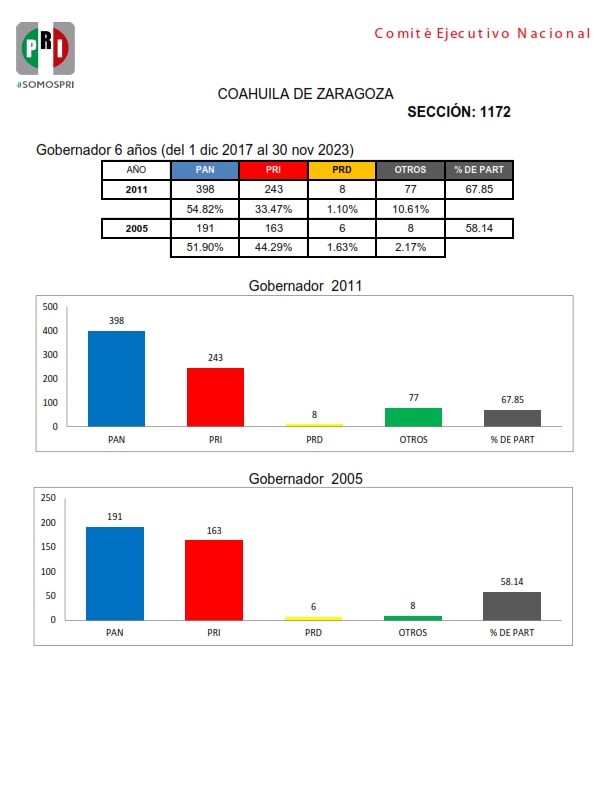 PRI
#SOMOSPRI
Comité Ejecutivo Nacional
COAHUILA DE ZARAGOZA
SECCIÓN: 1172
Gobernador 6 años (del 1 dic 2017 al 30 nov 2023)
AÑO PAN PRI PRD OTROS % DE PART
2011 398 243 8 77 67.85
54.82% 33.47% 1.10% 10.61%
2005 191 163 6 8 58.14
51.90% 44.29% 1.63% 2.17%
Gobernador 2011
500
400
300
200
100
0
398
243
8
77
67.85
PAN PRI PRD OTROS % DE PART
Gobernador 2005
250
200
150
100
50
0
191
163
6
8
58.14
PAN PRI PRD OTROS % DE PART